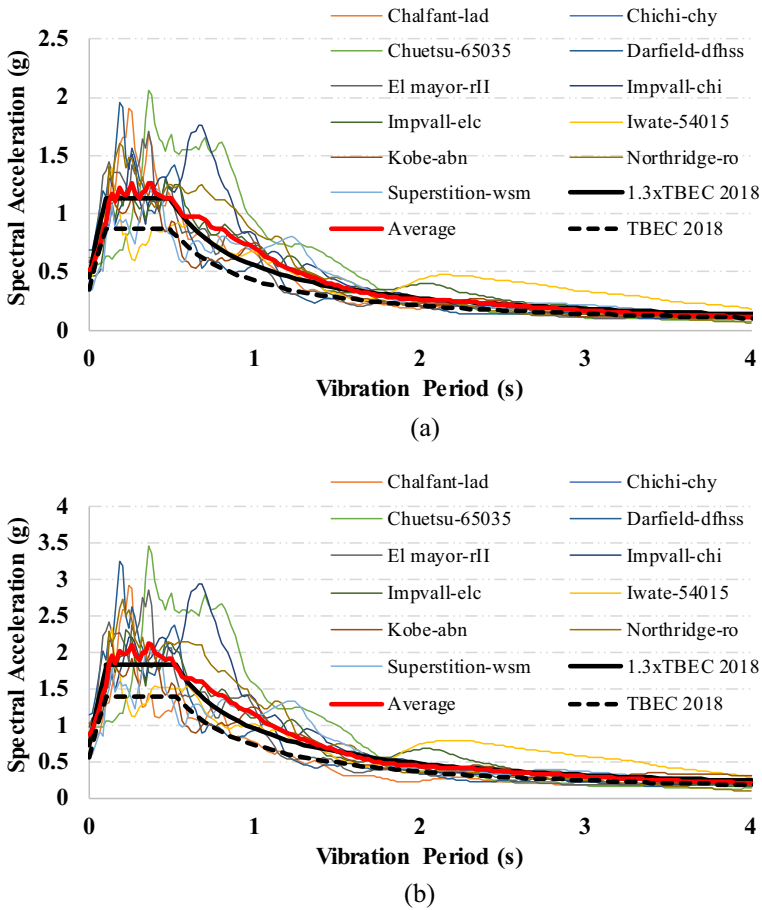 Chalfant-lad
Chichi-chy
Chuetsu-65035
Darfield-dfhss
El mayor-rII
Impvall-chi
Impvall-elc
Iwate-54015
Kobe-abn
Northridge-ro
Superstition-wsm
1.3xTBEC 2018
Average
TBEC 2018
Spectral Acceleration (g)
2.5
2
1.5
1
0.5
0
0
1
2
3
4
Vibration Period (s)
(a)
Chalfant-lad
Chichi-chy
Chuetsu-65035
Darfield-dfhss
El mayor-rII
Impvall-chi
Impvall-elc
Iwate-54015
Kobe-abn
Northridge-ro
Superstition-wsm
1.3xTBEC 2018
Average
TBEC 2018
Spectral Acceleration (g)
4
3.5
3
2.5
2
1.5
1
0.5
0
0
1
2
3
4
Vibration Period (s)
(b)